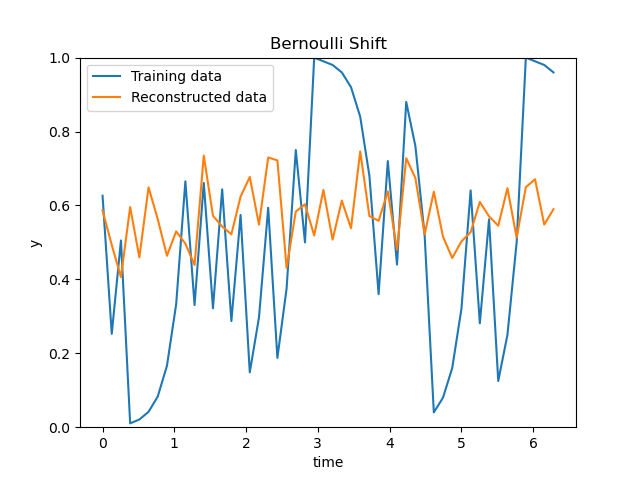 Bernoulli Shift
Training data
Reconstructed data
1.0
0.8
0.6
0.4
0.2
0.0
y
0 1 2 3 4 5 6
time